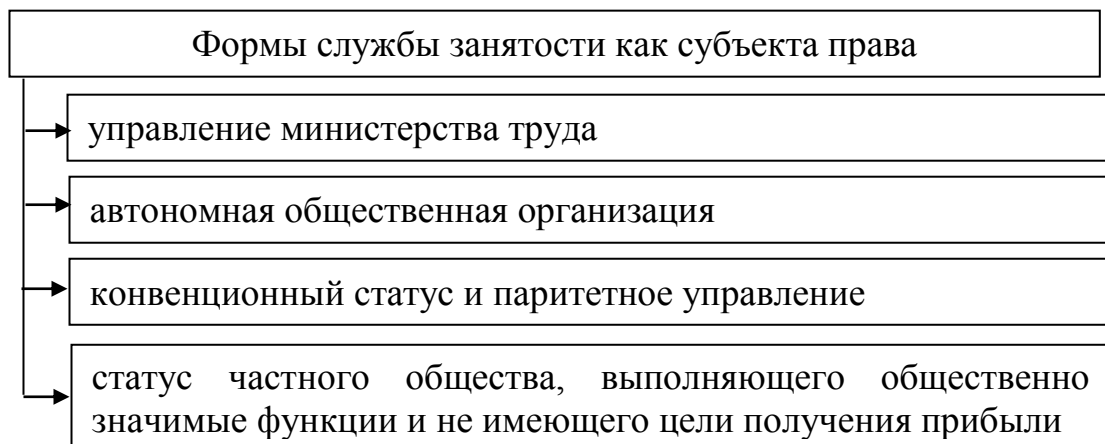 Формы службы занятости как субъекта права
управление министерства труда
автономная общественная организация
конвенционный статус и паритетное управление
статус частного общества, выполняющего общественно
значимые функции и не имеющего цели получения прибыли